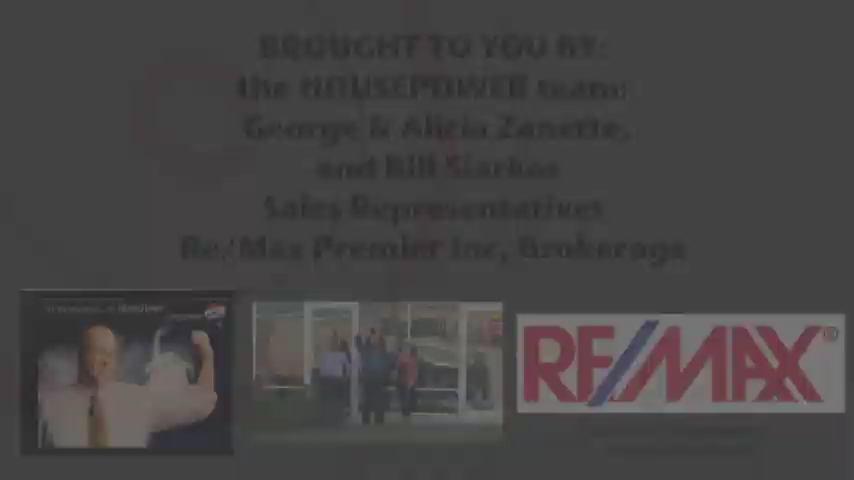 BROUGHT TO YOU BY:
the HOUSEPOWER team:
George & Alicia Zanette,
and Bill Siarkos
Sales Representatives
Re/Max Premier Inc, Brokerage
RE/MAX®